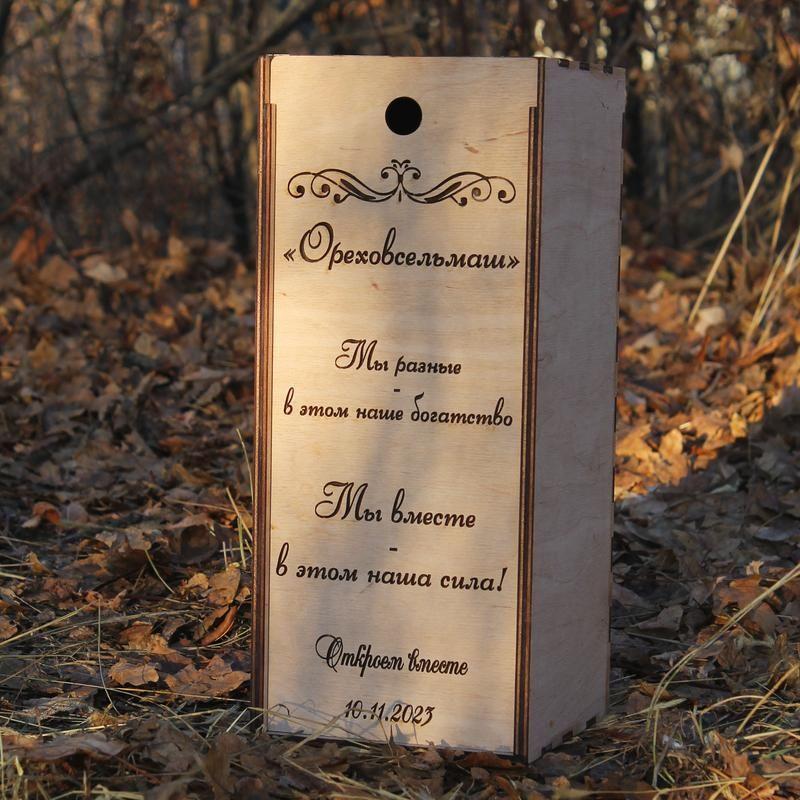 «Ореховсельмаш»
Мы разные
-
в этом наше богатство
Мы вместе
-
в этом наша сила!
Откроем вместе
10.11.2023